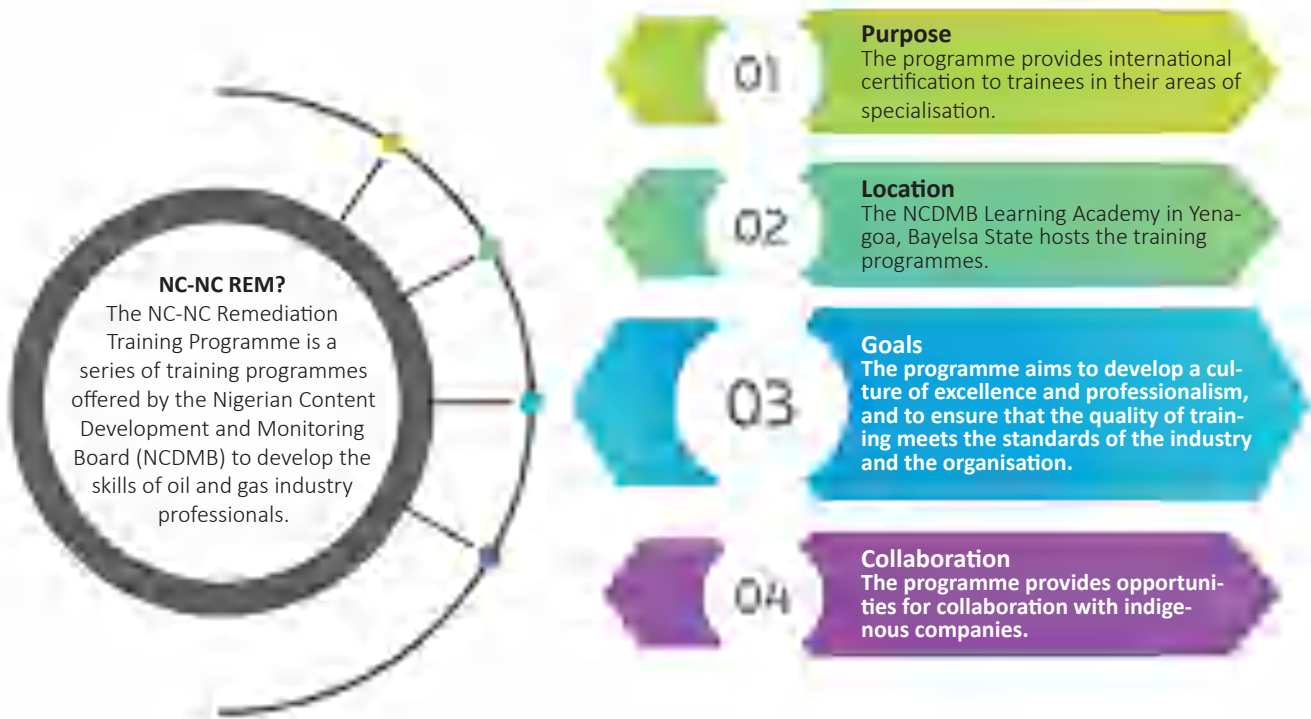 NC-NC REM?
The NC-NC Remediation
Training Programme is a
series of training programmes
offered by the Nigerian Content
Development and Monitoring
Board (NCDMB) to develop the
skills of oil and gas industry
professionals.
01
Purpose
The programme provides international
certification to trainees in their areas of
specialisation.
02
Location
The NCDMB Learning Academy in Yena-
goa, Bayelsa State hosts the training
programmes.
03
Goals
The programme aims to develop a cul-
ture of excellence and professionalism,
and to ensure that the quality of train-
ing meets the standards of the industry
and the organisation.
04
Collaboration
The programme provides opportuni-
ties for collaboration with indige-
nous companies.